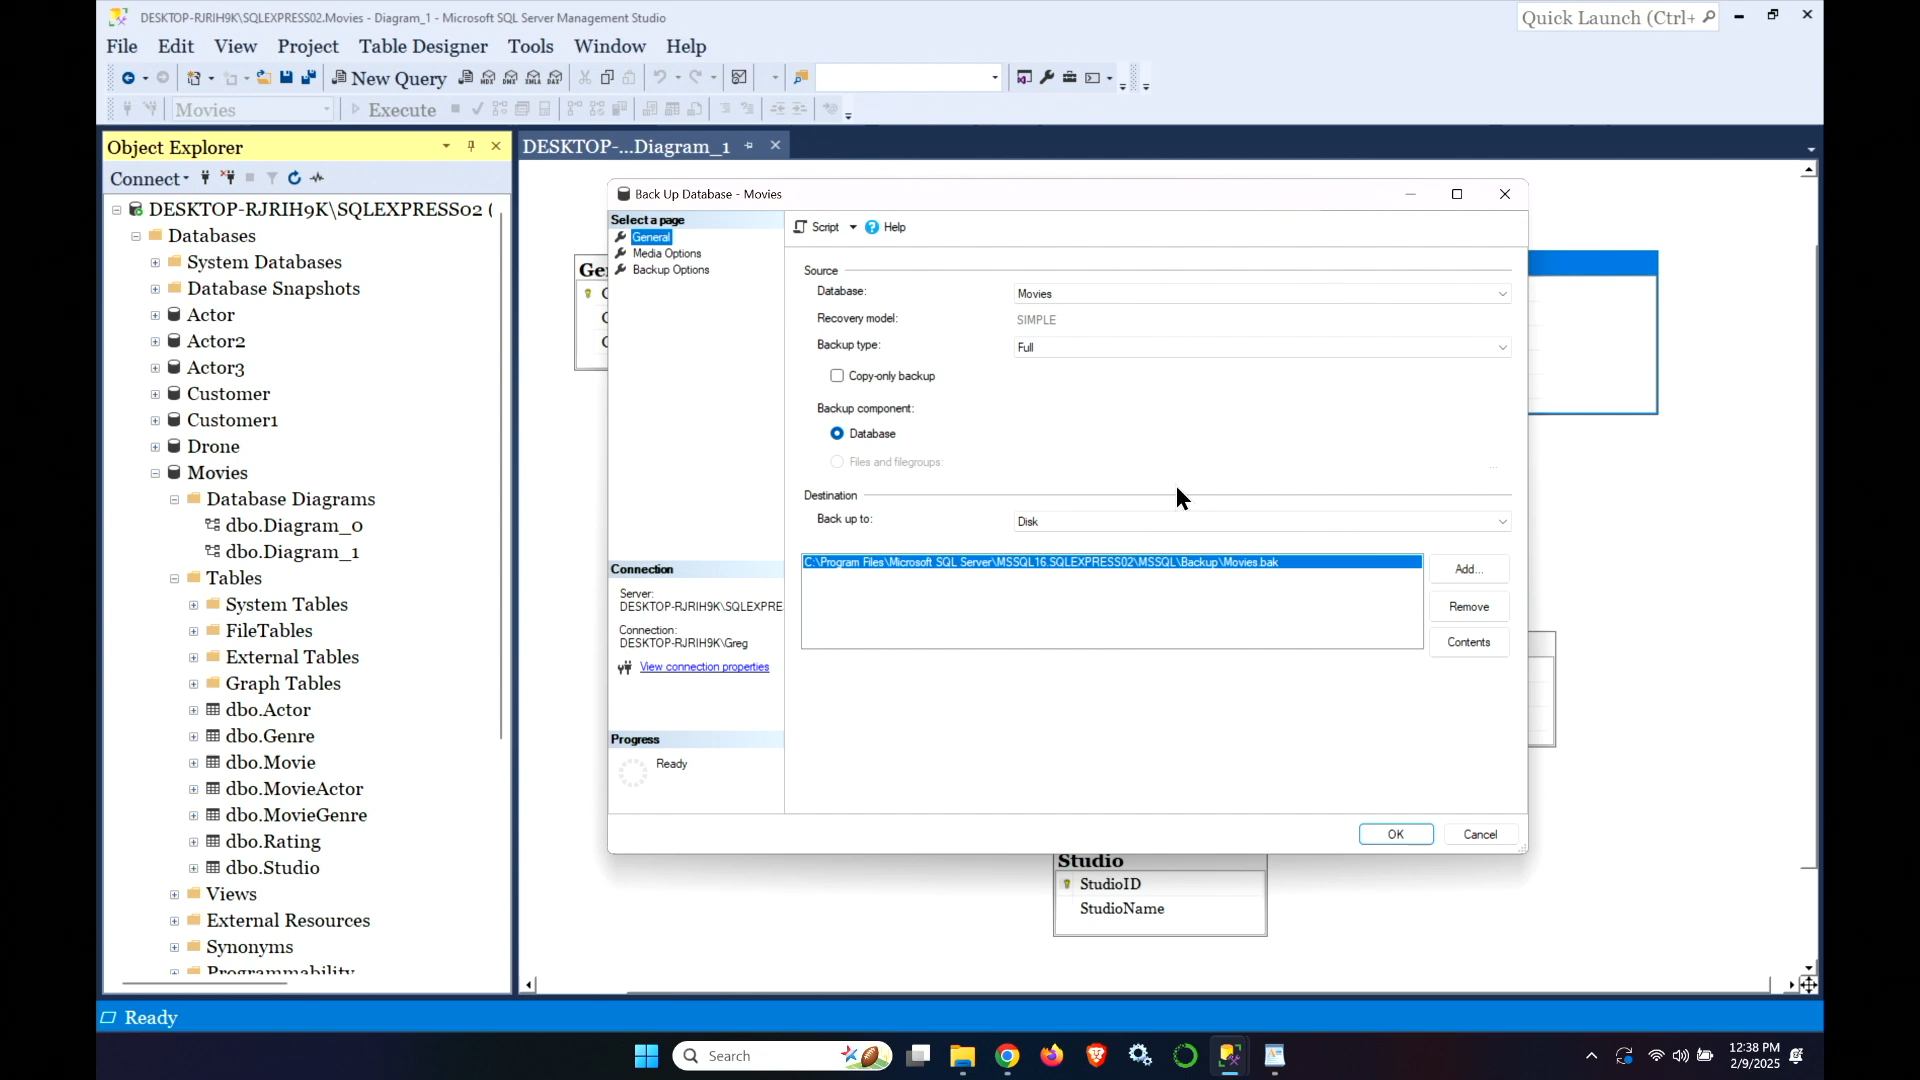 DESKTOP-RJRIH9K\SQLEXPRESS02.Movies - Diagram_1 - Microsoft SQL Server Management Studio
Quick Launch (Ctrl+
File Edit View Project Table Designer Tools Window Help
New Query
Movies
Execute
Object Explorer
DESKTOP-...Diagram_1
Connect
DESKTOP-RJRIH9K\SQLEXPRESS02 (
Databases
System Databases
Database Snapshots
Actor
Actor2
Actor3
Customer
Customer1
Drone
Movies
Database Diagrams
dbo.Diagram_0
dbo.Diagram_1
Tables
System Tables
FileTables
External Tables
Graph Tables
dbo.Actor
dbo.Genre
dbo.Movie
dbo.MovieActor
dbo.MovieGenre
dbo.Rating
dbo.Studio
Views
External Resources
Synonyms
Programmability
Back Up Database - Movies
Select a page
General
Media Options
Backup Options
Script
Help
Source
Database:
Movies
Recovery model:
SIMPLE
Backup type:
Full
Copy-only backup
Backup component:
Database
Files and filegroups:
...
Destination
Back up to:
Disk
C:\Program Files\Microsoft SQL Server\MSSQL16.SQLEXPRESS02\MSSQL\Backup\Movies.bak
Add...
Remove
Contents
Connection
Server:
DESKTOP-RJRIH9K\SQLEXPRE
Connection:
DESKTOP-RJRIH9K\Greg
View connection properties
Progress
Ready
OK
Cancel
Studio
StudioID
StudioName
Ready
Search
12:38 PM
2/9/2025